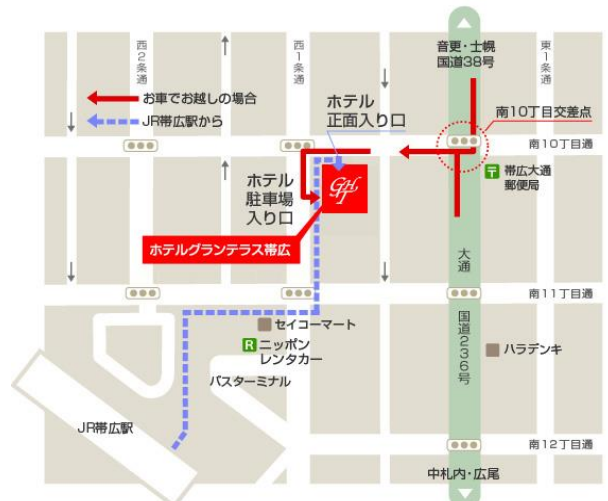 西2条通
西1条通
音更・士幌
国道38号
東1条通
お車でお越しの場合
JR帯広駅から
ホテル
正面入り口
南10丁目交差点
南10丁目通
ホテル
駐車場
入り口
GHT
〒
帯広大通
郵便局
ホテルグランテラス帯広
大通
南11丁目通
国道236号
セイコーマート
R ニッポン
レンタカー
ハラデンキ
バスターミナル
JR帯広駅
南12丁目通
中札内・広尾